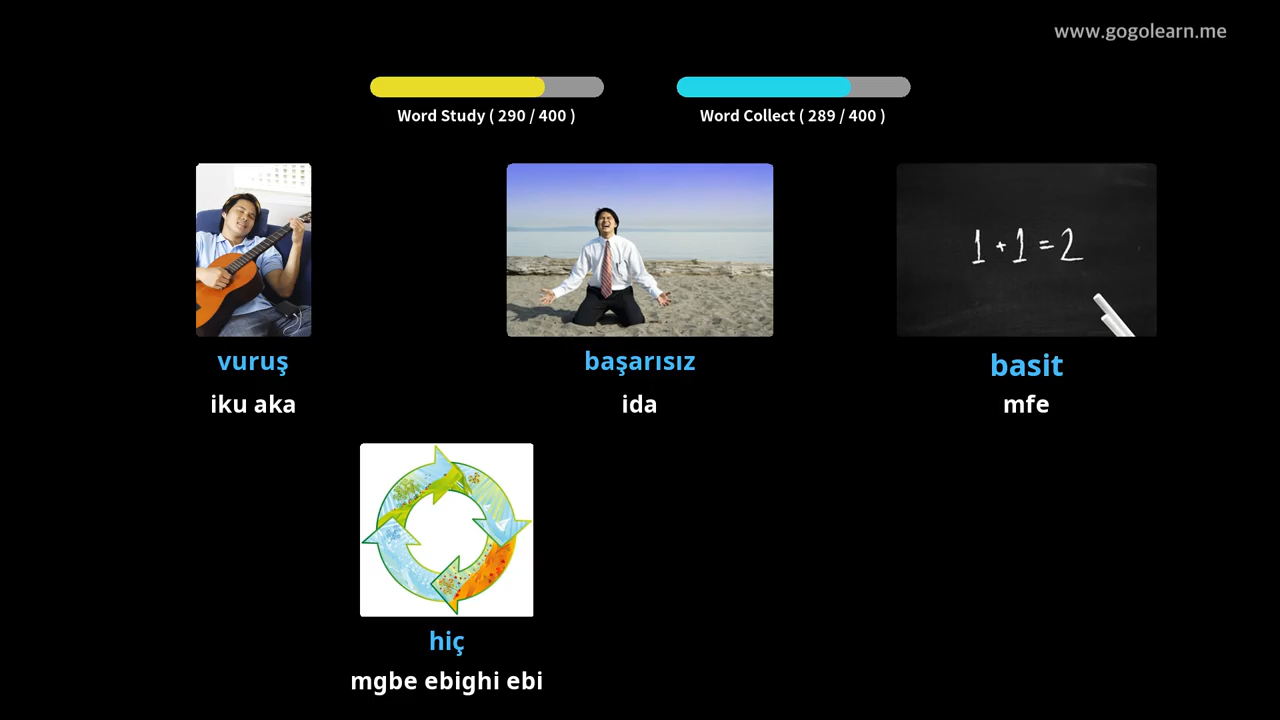 www.gogolearn.me
Word Study ( 290 / 400 )
Word Collect ( 289 / 400 )
1 + 1 = 2
vuruş
başarısız
basit
iku aka
ida
mfe
hiç
mgbe ebighi ebi